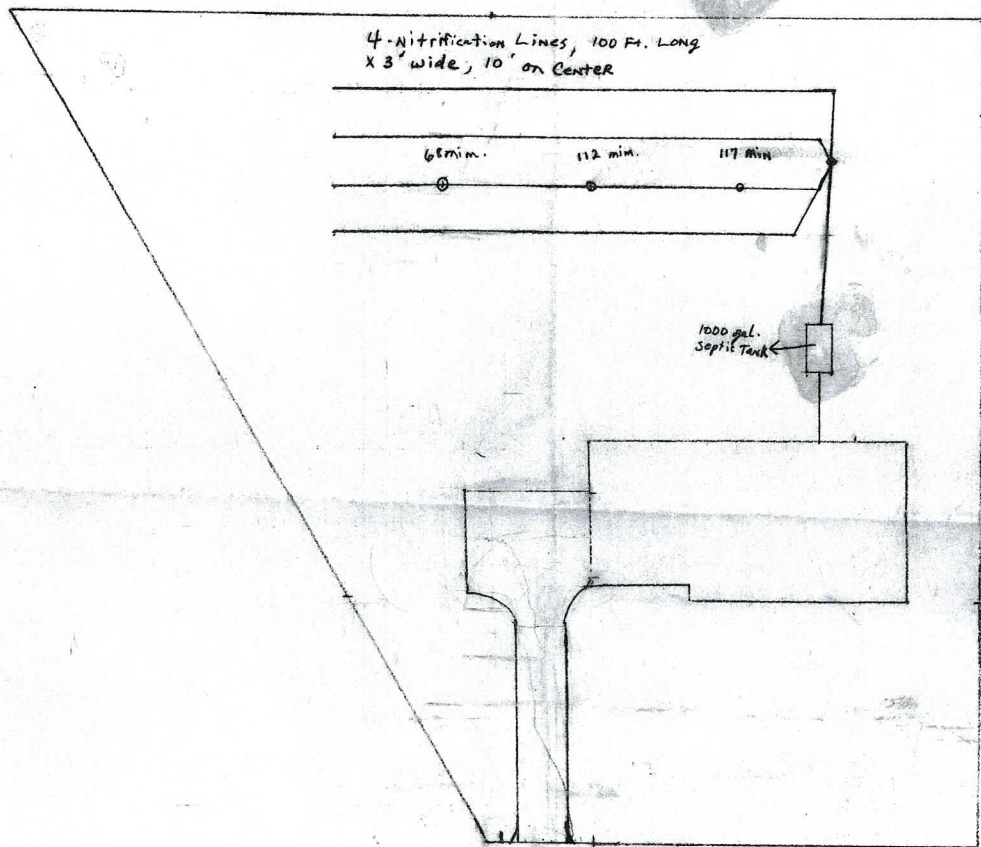 4-Nitrification Lines, 100 Ft. Long
X 3' wide, 10' on Center
68 min.
112 min.
117 min
1000 gal.
Septic Tank